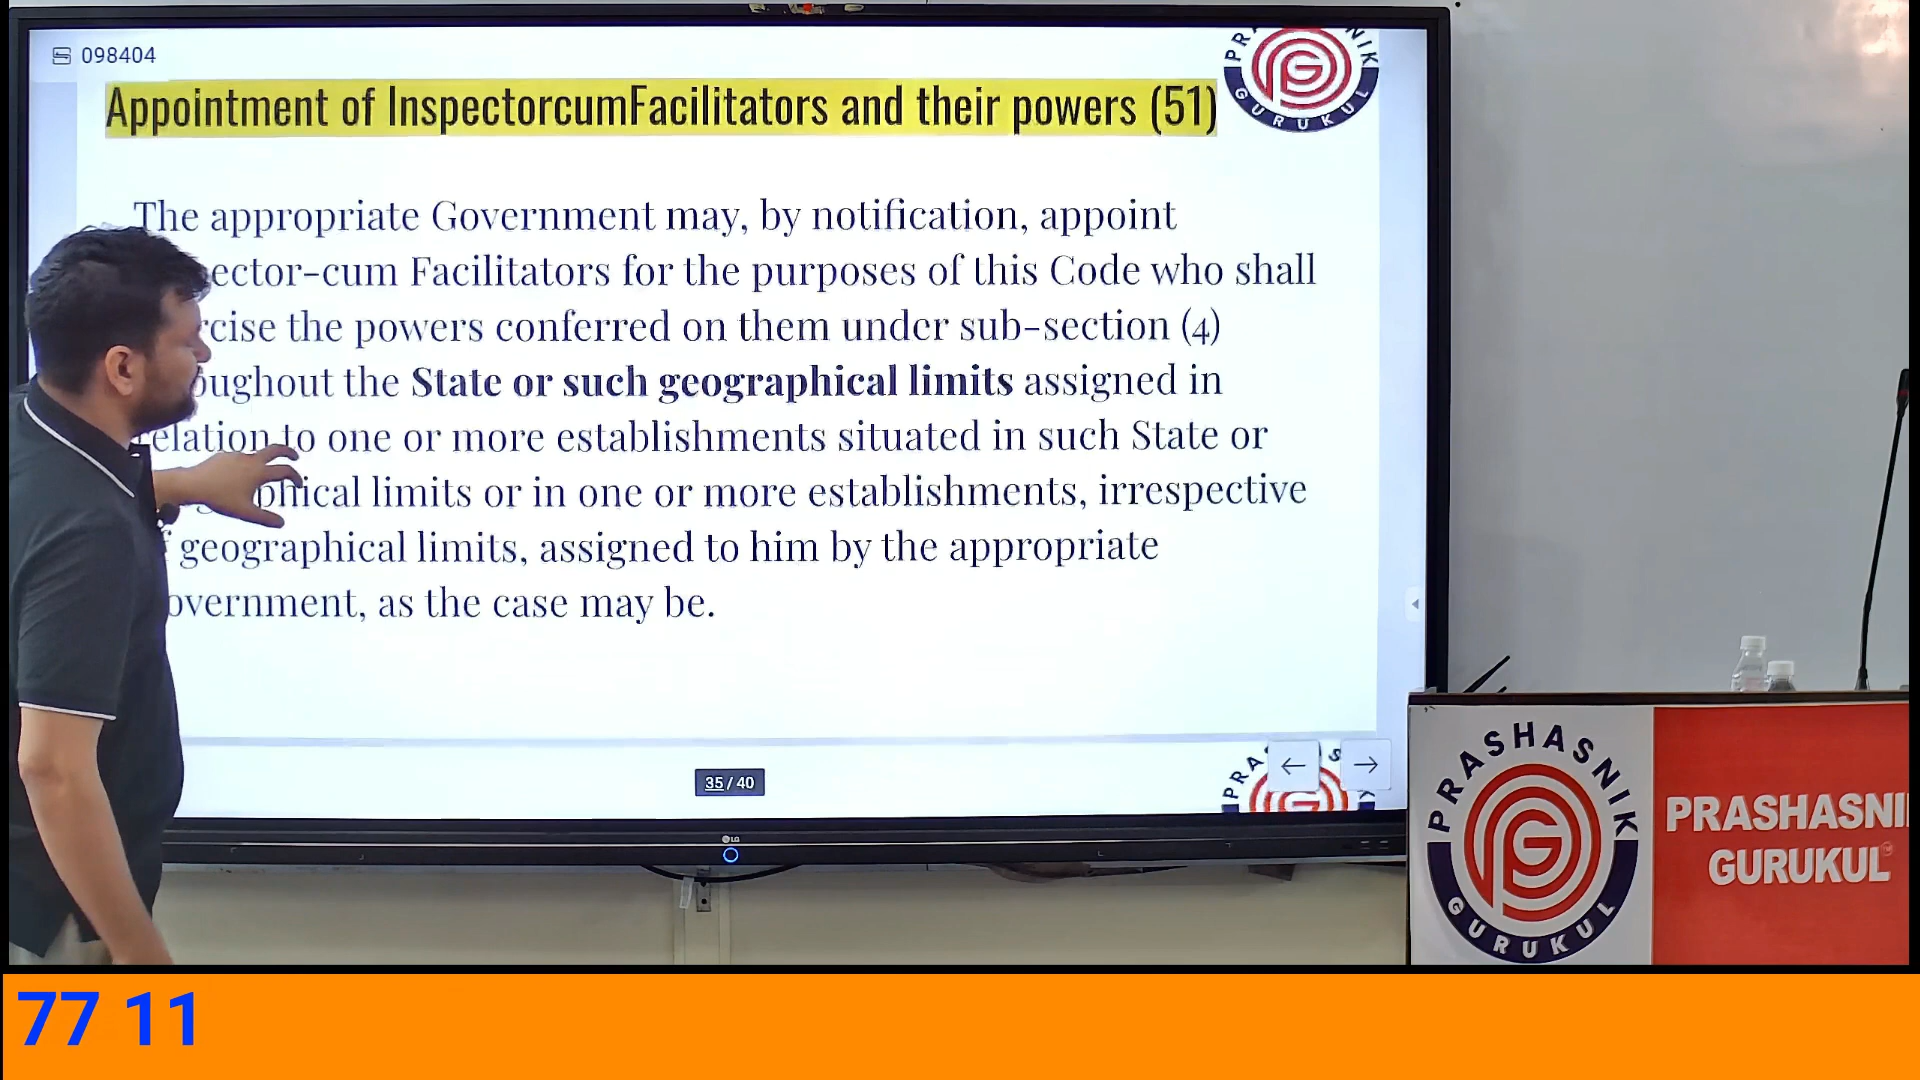 098404
Appointment of InspectorcumFacilitators and their powers (51)
PRASHASNIK GURUKUL
The appropriate Government may, by notification, appoint
ector-cum Facilitators for the purposes of this Code who shall
rcise the powers conferred on them under sub-section (4)
oughout the State or such geographical limits assigned in
relation to one or more establishments situated in such State or
phical limits or in one or more establishments, irrespective
f geographical limits, assigned to him by the appropriate
overnment, as the case may be.
35 / 40
LG
PRASHASNIK
GURUKUL
PRASHASNI
GURUKUL
77 11